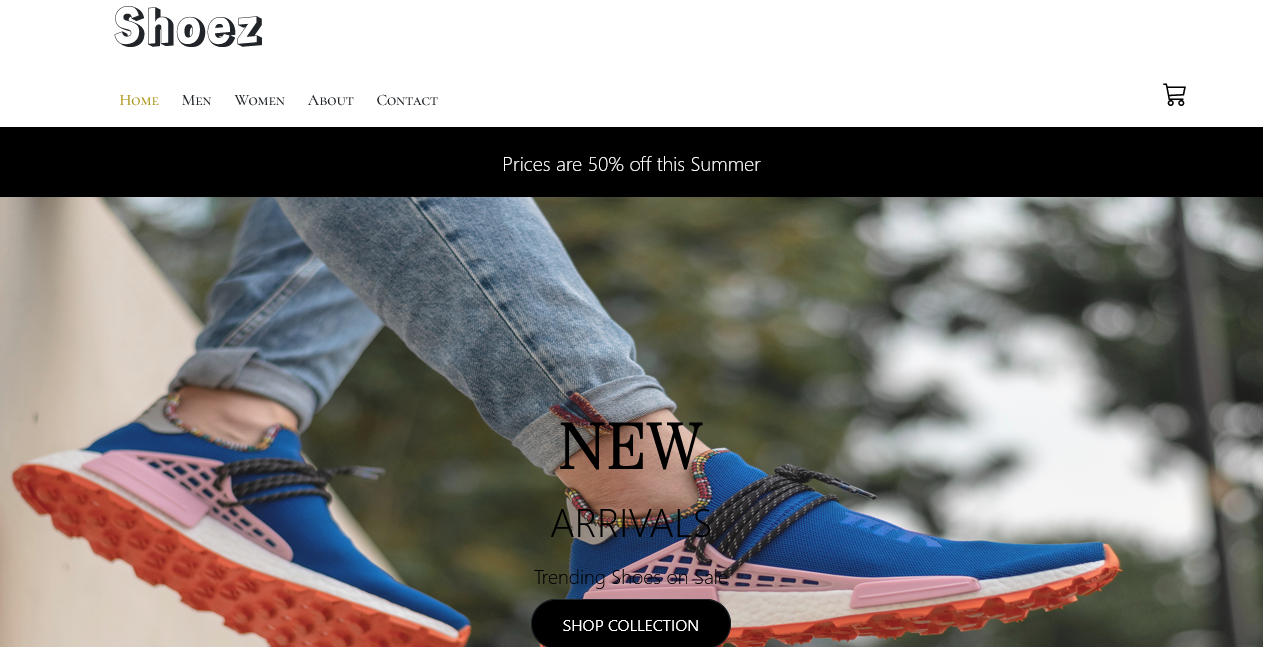 Shoez
Home Men Women About Contact
Prices are 50% off this Summer
NEW
ARRIVALS
Trending Shoes on Sale
SHOP COLLECTION